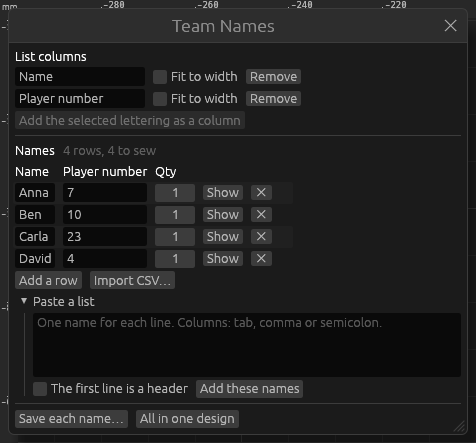 mm -280 -260 -240 -220
Team Names
List columns
Name Fit to width Remove
Player number Fit to width Remove
Add the selected lettering as a column
Names 4 rows, 4 to sew
Name Player number Qty
Anna 7 1 Show ×
Ben 10 1 Show ×
Carla 23 1 Show ×
David 4 1 Show ×
Add a row Import CSV...
▼ Paste a list
One name for each line. Columns: tab, comma or semicolon.
The first line is a header Add these names
Save each name... All in one design